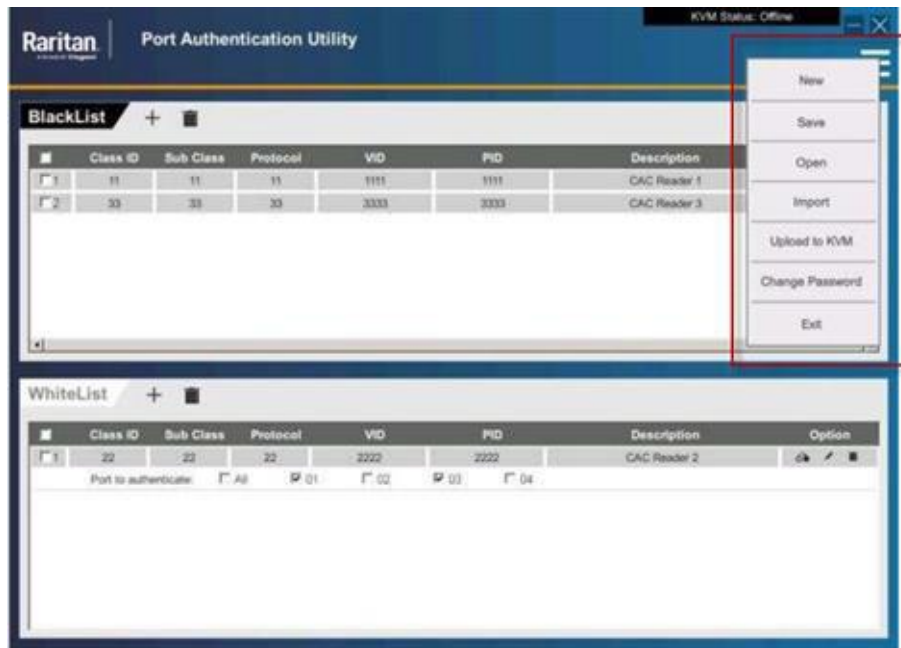 KVM Status: Offline
Raritan.
Port Authentication Utility
New
Save
Open
Import
Upload to KVM
Change Password
Exit
BlackList
Class ID Sub Class Protocol VID PID Description
1 11 11 11 1111 1111 CAC Reader 1
2 33 33 33 3333 3333 CAC Reader 3
WhiteList
Class ID Sub Class Protocol VID PID Description Option
1 22 22 22 2222 2222 CAC Reader 2
Port to authenticate: All 01 02 03 04